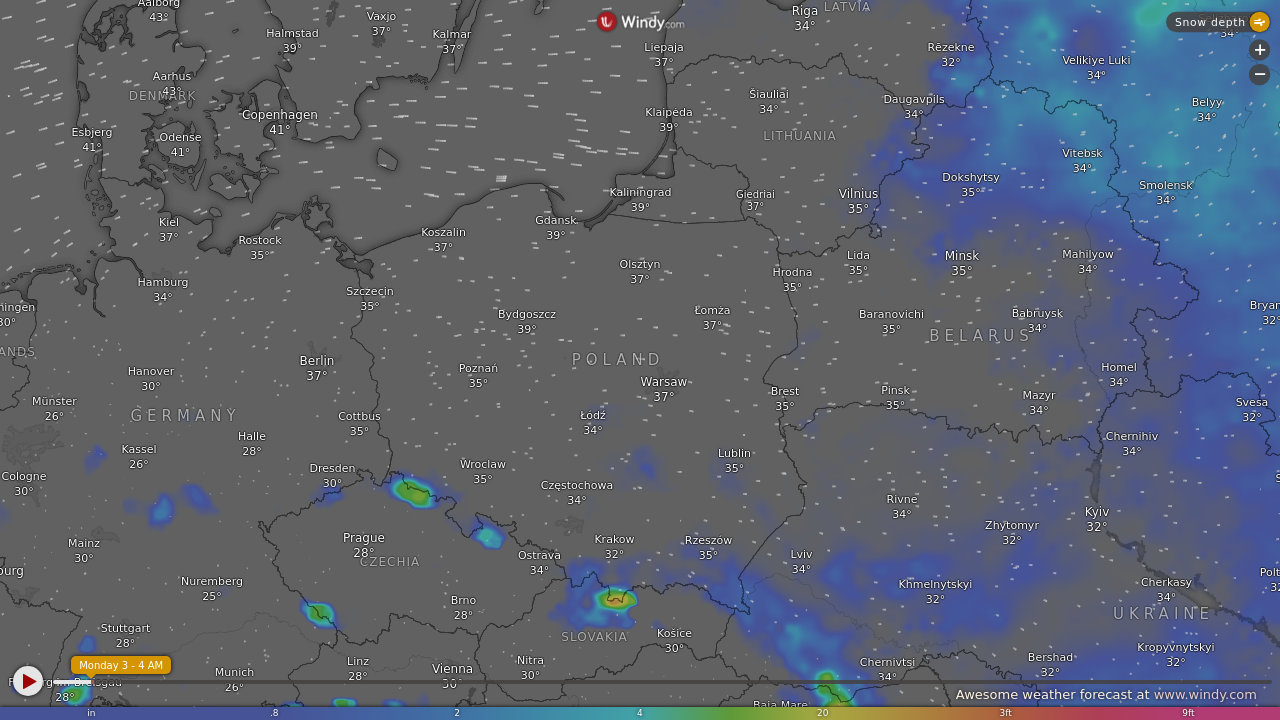 Aalborg
43°
Vaxjo
37°
Riga
34°
LATVIA
Windy.com
Snow depth
34°
Halmstad
39°
Kalmar
37°
Liepaja
37°
Rēzekne
32°
Velikiye Luki
34°
Aarhus
43°
DENMARK
Šiauliai
34°
Daugavpils
34°
Belyy
34°
Copenhagen
41°
Klaipėda
39°
LITHUANIA
Esbjerg
41°
Odense
41°
Vitebsk
34°
Dokshytsy
35°
Smolensk
34°
Kaliningrad
39°
Giedriai
37°
Vilnius
35°
Kiel
37°
Gdansk
39°
Rostock
35°
Koszalin
37°
Lida
35°
Minsk
35°
Mahilyow
34°
Olsztyn
37°
Hrodna
35°
Hamburg
34°
Szczecin
35°
ningen
30°
Bydgoszcz
39°
Łomża
37°
Baranovichi
35°
Babruysk
34°
Bryan
32°
BELARUS
ANDS
Berlin
37°
POLAND
Hanover
30°
Poznań
35°
Warsaw
37°
Homel
34°
Brest
35°
Pinsk
35°
Mazyr
34°
Münster
26°
GERMANY
Cottbus
35°
Łódź
34°
Svesa
32°
Halle
28°
Chernihiv
34°
Kassel
26°
Lublin
35°
Dresden
30°
Wroclaw
35°
Cologne
30°
Częstochowa
34°
Rivne
34°
Kyiv
32°
Zhytomyr
32°
Prague
28°
CZECHIA
Krakow
32°
Rzeszów
35°
Mainz
30°
Ostrava
34°
Lviv
34°
burg
Nuremberg
25°
Khmelnytskyi
32°
Cherkasy
34°
Polt
32°
Brno
28°
UKRAINE
Stuttgart
28°
SLOVAKIA
Košice
30°
Kropyvnytskyi
32°
Monday 3 - 4 AM
Linz
28°
Vienna
30°
Nitra
30°
Chernivtsi
34°
Bershad
32°
Munich
26°
28°
Baia Mare
Awesome weather forecast at www.windy.com
in
.8
2
4
20
3ft
9ft